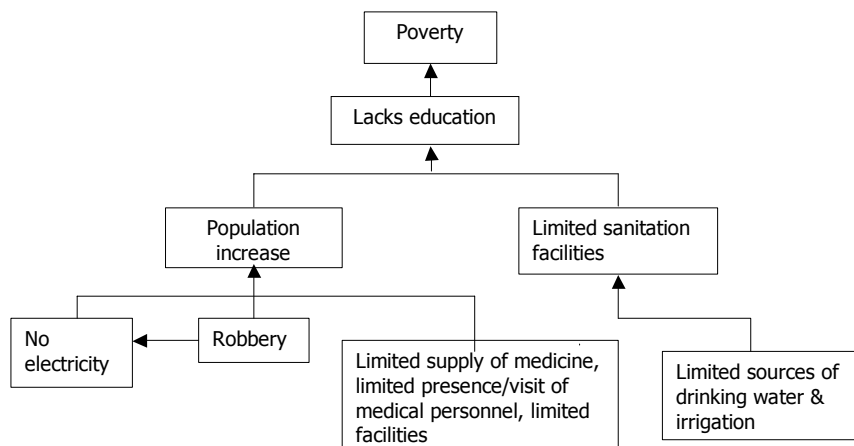 Poverty
Lacks education
Population
increase
Limited sanitation
facilities
No
electricity
Robbery
Limited supply of medicine,
limited presence/visit of
medical personnel, limited
facilities
Limited sources of
drinking water &
irrigation